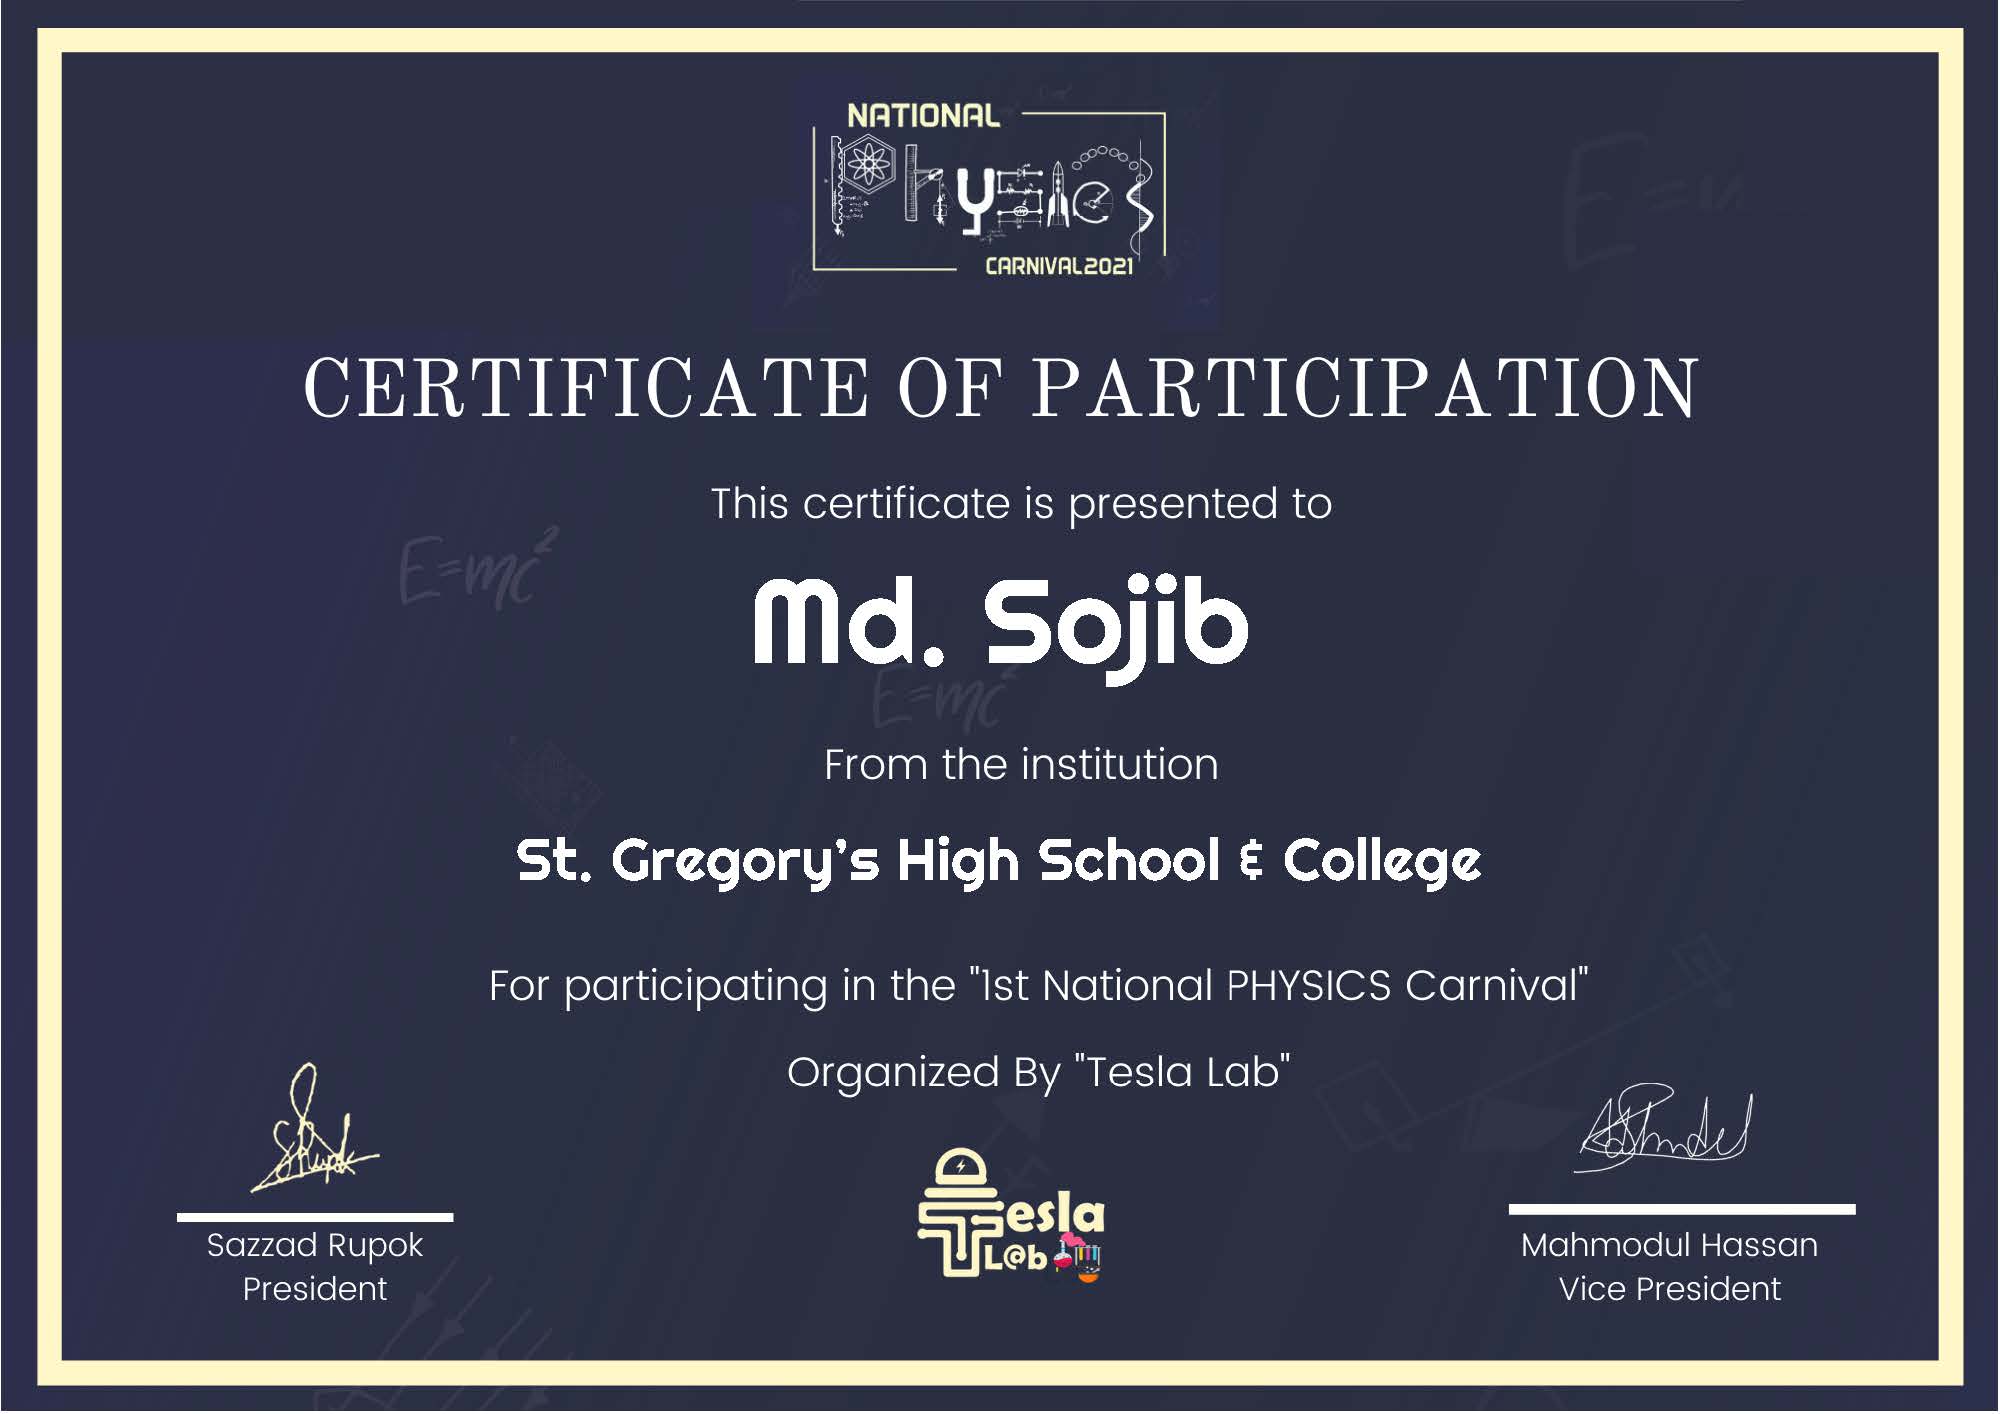 NATIONAL
Physics
CARNIVAL2021
CERTIFICATE OF PARTICIPATION
This certificate is presented to
E=mc²
Md. Sojib
E=mc²
From the institution
St. Gregory's High School & College
For participating in the "1st National PHYSICS Carnival"
Organized By "Tesla Lab"
Tesla
L@b
Sazzad Rupok
President
Mahmodul Hassan
Vice President